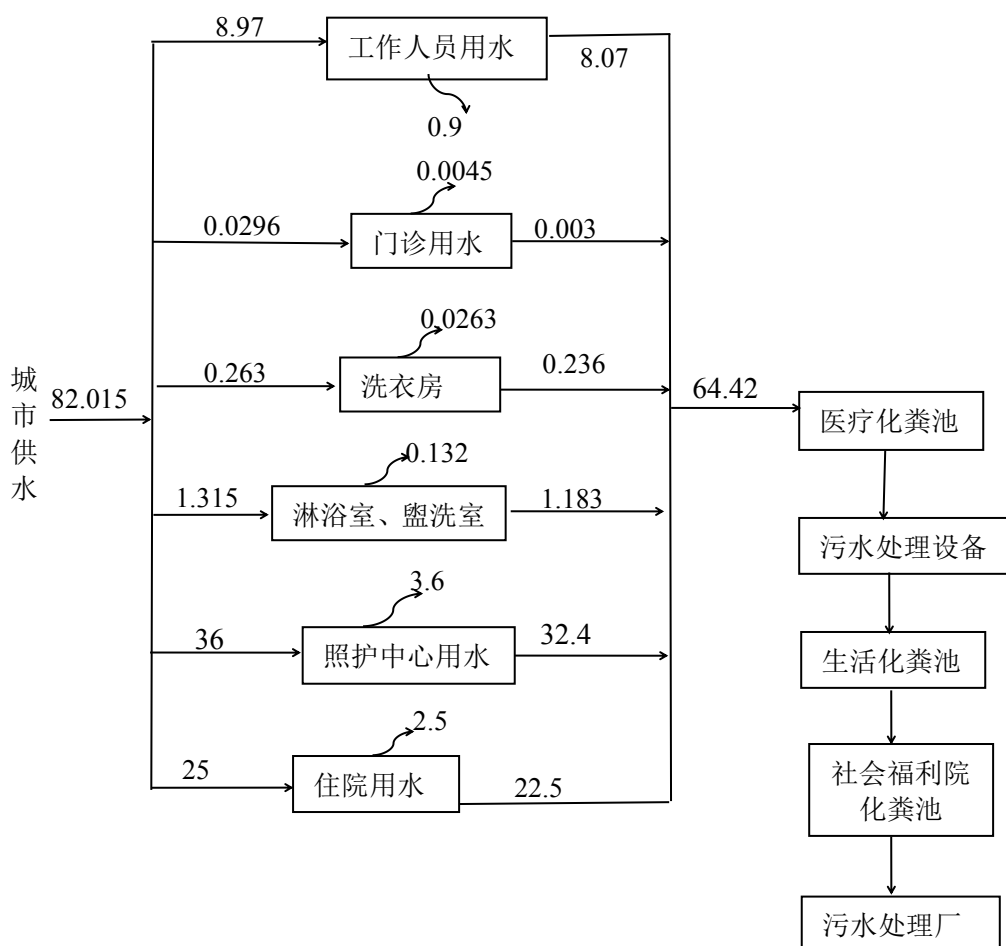 8.97
工作人员用水
8.07
0.9
0.0045
0.0296
门诊用水
0.003
0.0263
0.263
洗衣房
0.236
城市供水
82.015
64.42
医疗化粪池
0.132
1.315
淋浴室、盥洗室
1.183
污水处理设备
3.6
36
照护中心用水
32.4
生活化粪池
2.5
25
住院用水
22.5
社会福利院
化粪池
污水处理厂